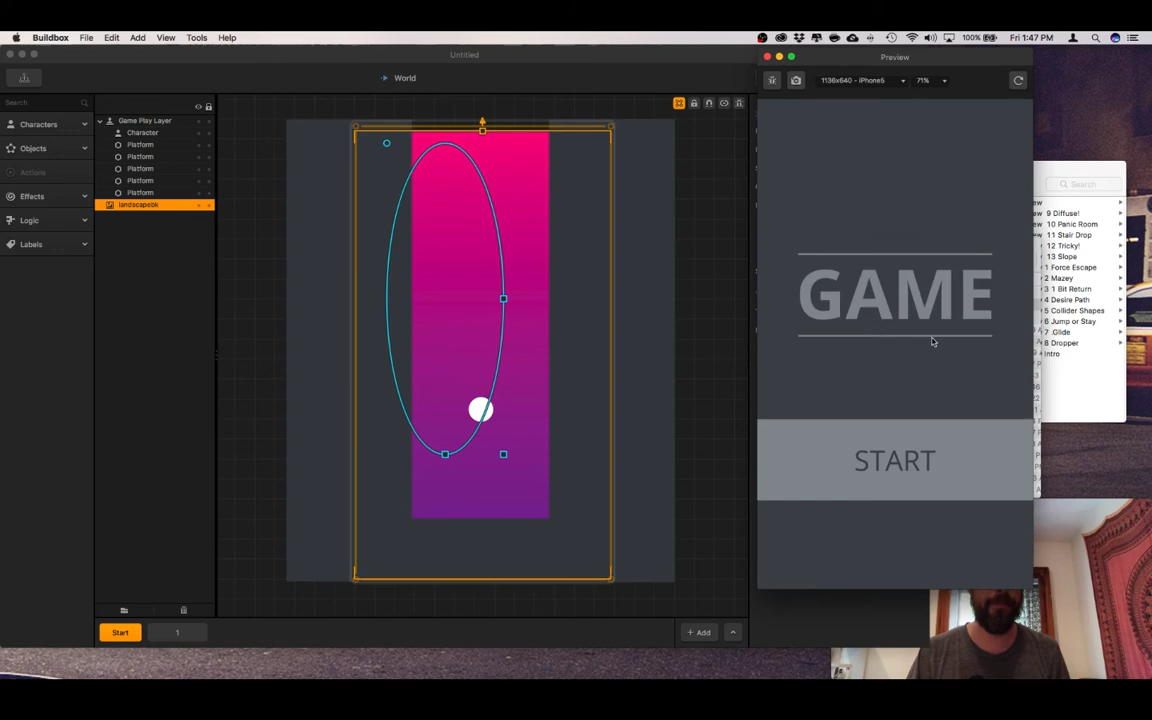 Buildbox File Edit Add View Tools Help
100% Fri 1:47 PM
Untitled
Preview
World
1136x640 - iPhone5 71%
Search
Characters
Objects
Actions
Effects
Logic
Labels
Game Play Layer
Character
Platform
Platform
Platform
Platform
Platform
landscapebk
GAME
START
Search
9 Diffuse!
10 Panic Room
11 Stair Drop
12 Tricky!
13 Slope
1 Force Escape
2 Mazey
3 1 Bit Return
4 Desire Path
5 Collider Shapes
6 Jump or Stay
7 .Glide
8 Dropper
Intro
Start 1
+ Add